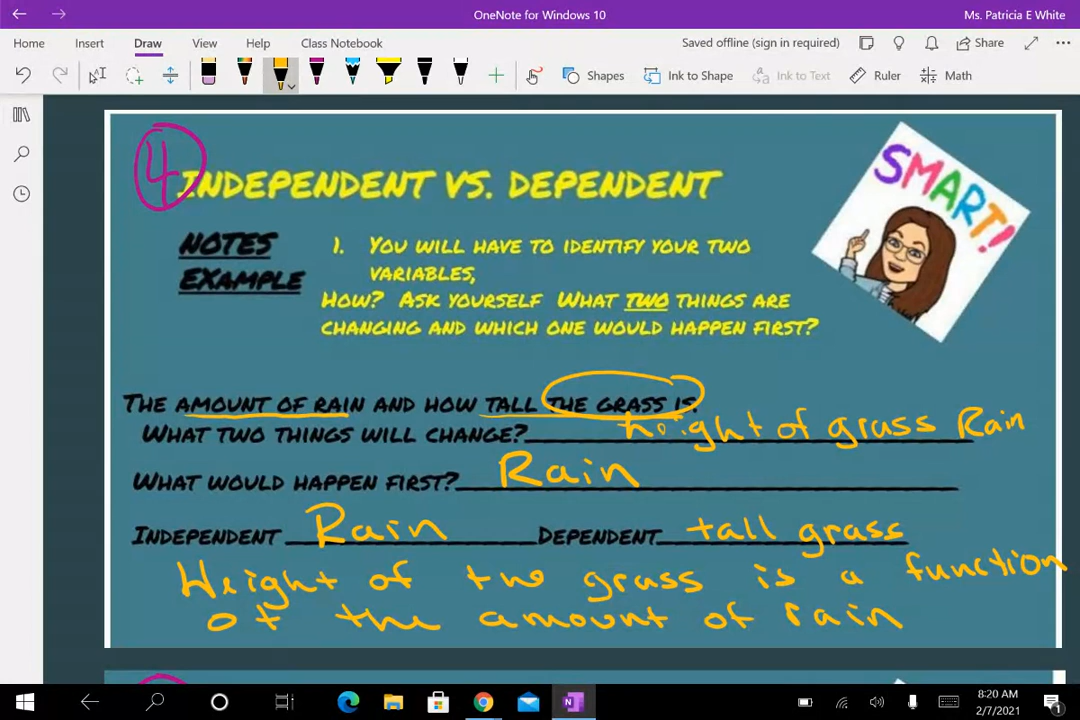 OneNote for Windows 10
Ms. Patricia E White
Home Insert Draw View Help Class Notebook
Saved offline (sign in required)
Share
Shapes
Ink to Shape
Ink to Text
Ruler
Math
4
INDEPENDENT VS. DEPENDENT
SMART!
NOTES
EXAMPLE
1. YOU WILL HAVE TO IDENTIFY YOUR TWO
VARIABLES,
HOW? ASK YOURSELF WHAT TWO THINGS ARE
CHANGING AND WHICH ONE WOULD HAPPEN FIRST?
THE AMOUNT OF RAIN AND HOW TALL THE GRASS IS.
WHAT TWO THINGS WILL CHANGE? height of grass Rain
WHAT WOULD HAPPEN FIRST? Rain
INDEPENDENT Rain DEPENDENT tall grass
Height of the grass is a function
of the amount of rain
8:20 AM
2/7/2021
1